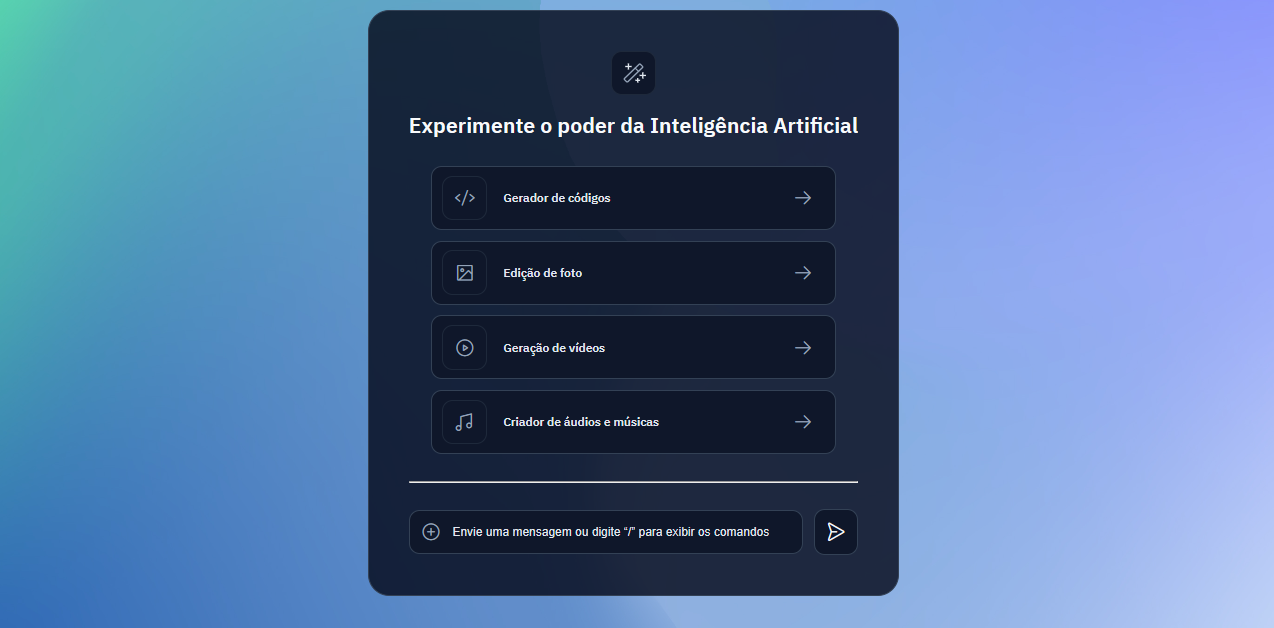 Experimente o poder da Inteligência Artificial
Gerador de códigos
Edição de foto
Geração de vídeos
Criador de áudios e músicas
Envie uma mensagem ou digite “/” para exibir os comandos